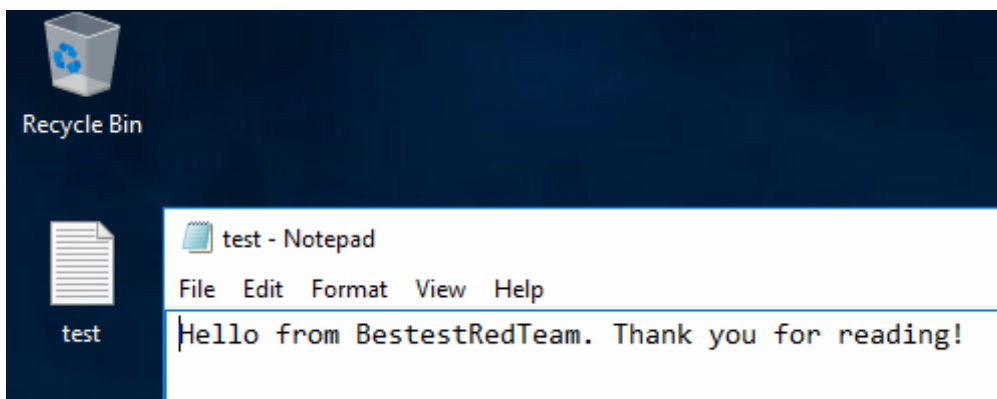 Recycle Bin
test
test - Notepad
File Edit Format View Help
Hello from BestestRedTeam. Thank you for reading!